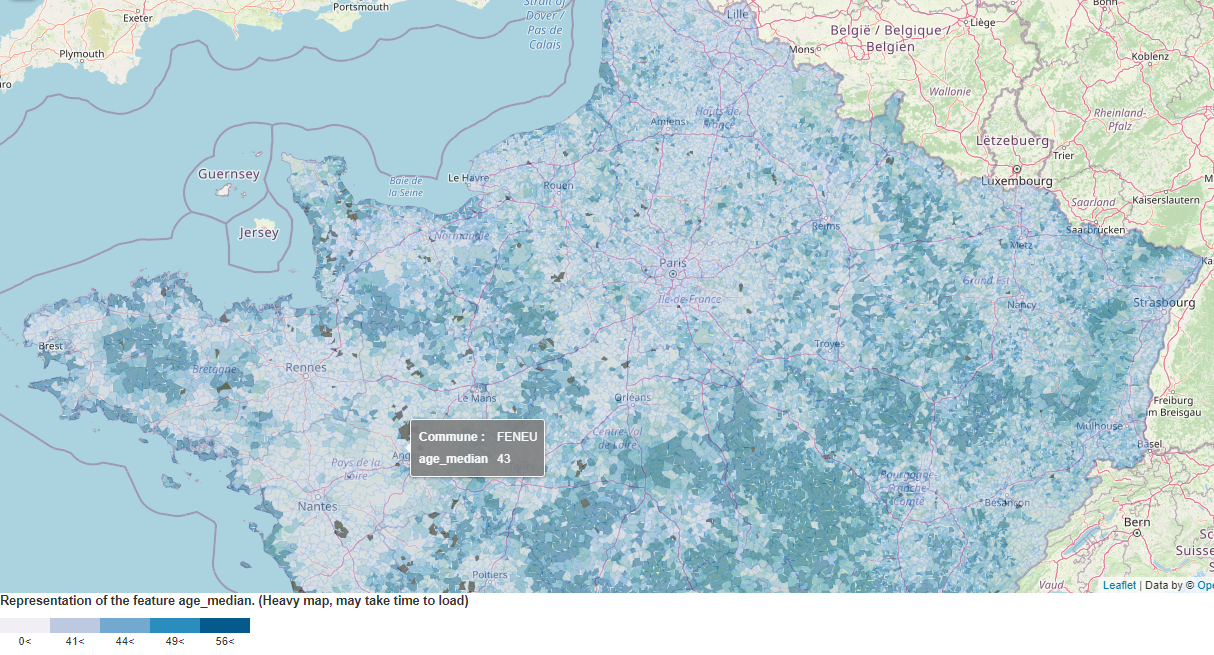 Exeter
Portsmouth
Plymouth
Strait of
Dover /
Pas de
Calais
Lille
Mons
België / Belgique /
Belgien
Liège
Bonn
Koblenz
Wallonie
Rheinland-
Pfalz
Lëtzebuerg
Trier
Luxembourg
Kaiserslautern
Saarland
Saarbrücken
Amiens
Hauts-de-
France
Guernsey
Jersey
Baie de
la Seine
Le Havre
Rouen
Normandie
Reims
Metz
Paris
Île-de-France
Grand Est
Nancy
Strasbourg
Brest
Bretagne
Rennes
Troyes
Le Mans
Orléans
Centre-Val
de Loire
Freiburg
im Breisgau
Mulhouse
Basel
Commune : FENEU
age_median 43
Ang
Pays de la
Loire
Nantes
Bourgogne-
Franche-
Comté
Besançon
Bern
Suisse
Poitiers
Vaud
Leaflet | Data by © Ope
Representation of the feature age_median. (Heavy map, may take time to load)
0< 41< 44< 49< 56<